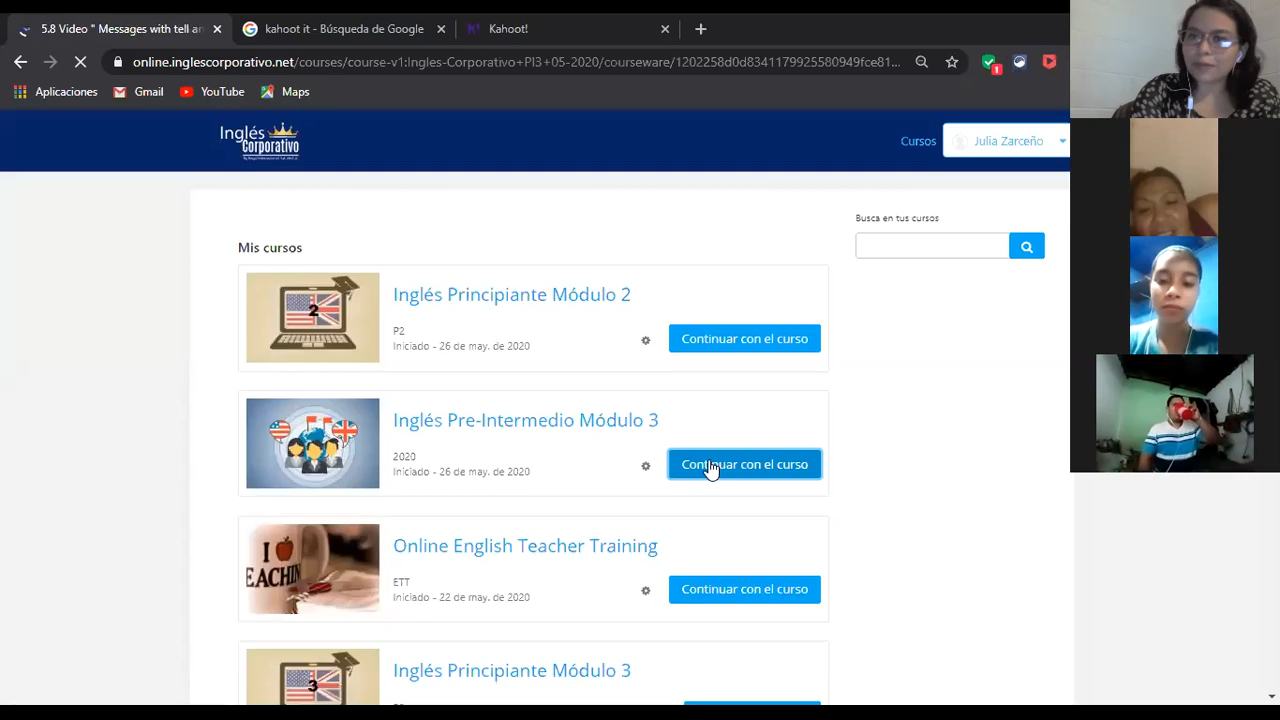 5.8 Video " Messages with tell an
kahoot it - Búsqueda de Google
Kahoot!
online.inglescorporativo.net/courses/course-v1:Ingles-Corporativo+PI3+05-2020/courseware/1202258d0d8341179925580949fce81...
Aplicaciones
Gmail
YouTube
Maps
Inglés
Corporativo
Cursos
Julia Zarceño
Busca en tus cursos
Mis cursos
Inglés Principiante Módulo 2
2
P2
Iniciado - 26 de may. de 2020
Continuar con el curso
Inglés Pre-Intermedio Módulo 3
2020
Iniciado - 26 de may. de 2020
Continuar con el curso
Online English Teacher Training
I
EACHIN
ETT
Iniciado - 22 de may. de 2020
Continuar con el curso
Inglés Principiante Módulo 3
3